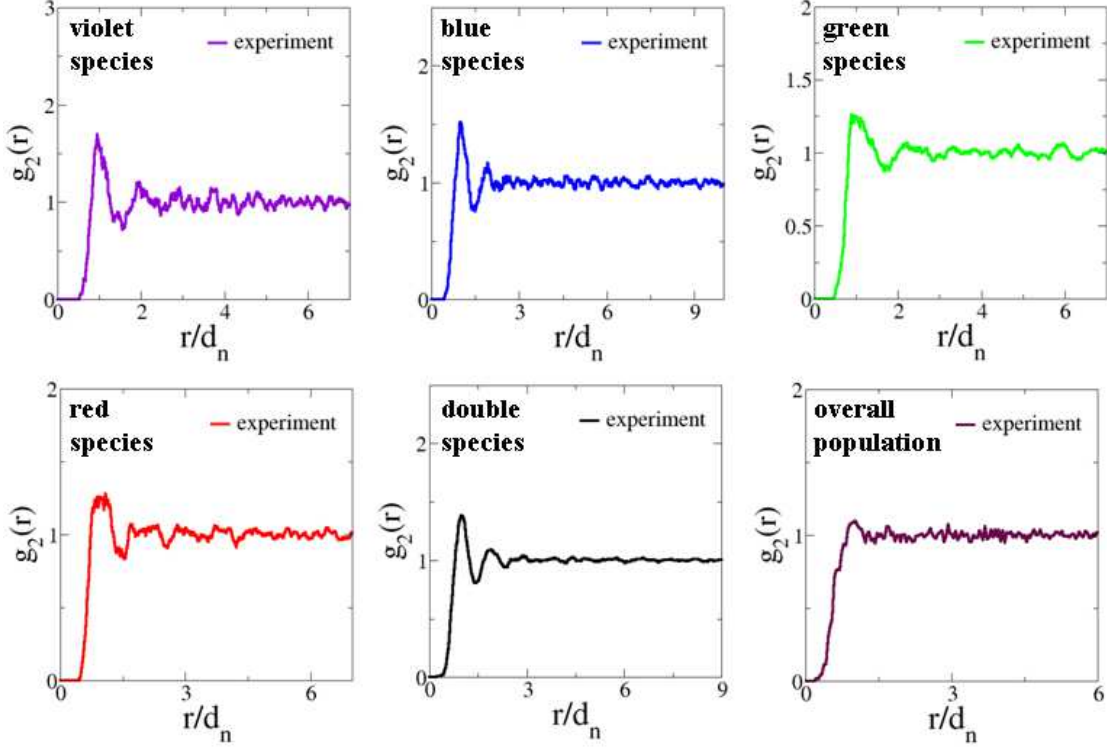 violet
species
experiment
3
2
1
0
g2(r)
0
2
4
6
r/dn
blue
species
experiment
2
1
0
g2(r)
0
3
6
9
r/dn
green
species
experiment
2
1.5
1
0.5
0
g2(r)
0
2
4
6
r/dn
red
species
experiment
2
1
0
g2(r)
0
3
6
r/dn
double
species
experiment
2
1
0
g2(r)
0
3
6
9
r/dn
overall
population
experiment
2
1
0
g2(r)
0
3
6
r/dn